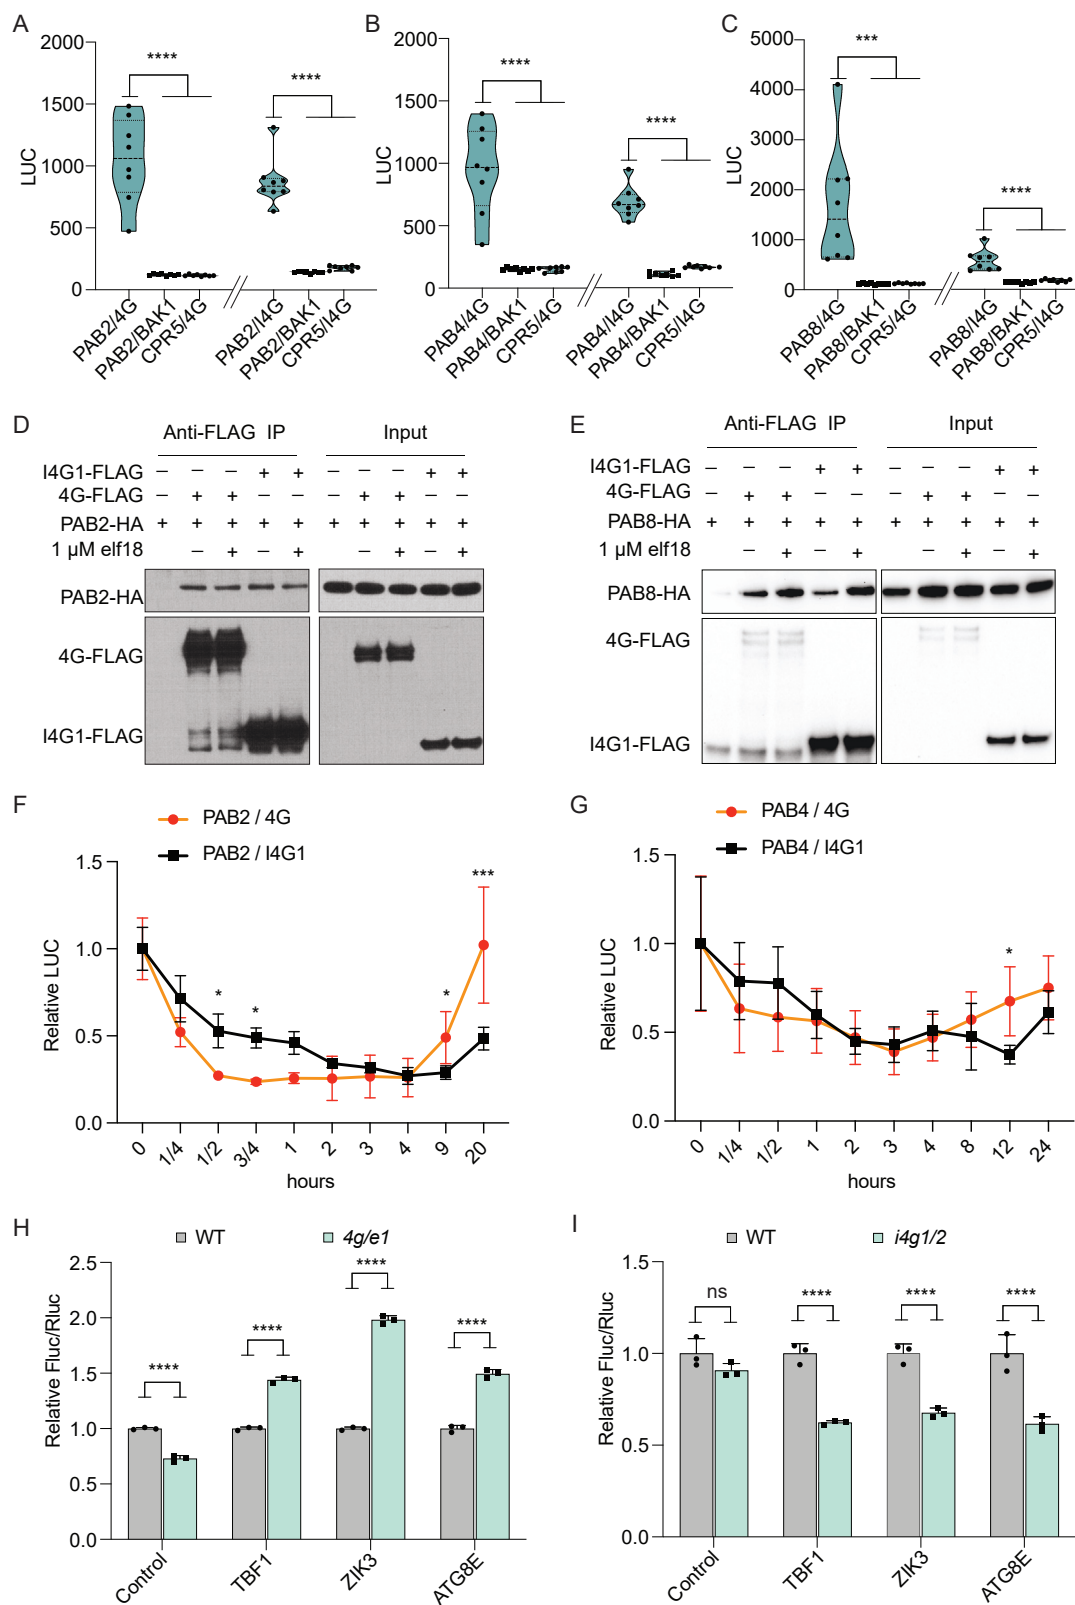 A
2000
1500
1000
500
0
LUC
****
****
PAB2/4G
PAB2/BAK1
CPR5/4G
PAB2/I4G
PAB2/BAK1
CPR5/I4G
B
2000
1500
1000
500
0
LUC
****
****
PAB4/4G
PAB4/BAK1
CPR5/4G
PAB4/I4G
PAB4/BAK1
CPR5/I4G
C
5000
4000
3000
2000
1000
0
LUC
***
****
PAB8/4G
PAB8/BAK1
CPR5/4G
PAB8/I4G
PAB8/BAK1
CPR5/I4G
D
Anti-FLAG IP Input
I4G1-FLAG − − − + + − − − + +
4G-FLAG − + + − − − + + − −
PAB2-HA + + + + + + + + + +
1 µM elf18 − + − + − + − +
PAB2-HA
4G-FLAG
I4G1-FLAG
E
Anti-FLAG IP Input
I4G1-FLAG − − − + + − − − + +
4G-FLAG − + + − − − + + − −
PAB8-HA + + + + + + + + + +
1 µM elf18 − + − + − + − +
PAB8-HA
4G-FLAG
I4G1-FLAG
F
PAB2 / 4G
PAB2 / I4G1
1.5
1.0
0.5
0.0
Relative LUC
* * * ***
0 1/4 1/2 3/4 1 2 3 4 9 20
hours
G
PAB4 / 4G
PAB4 / I4G1
1.5
1.0
0.5
0.0
Relative LUC
*
0 1/4 1/2 1 2 3 4 8 12 24
hours
H
WT 4g/e1
2.5
2.0
1.5
1.0
0.5
0.0
Relative Fluc/Rluc
**** **** **** ****
Control TBF1 ZIK3 ATG8E
I
WT i4g1/2
1.5
1.0
0.5
0.0
Relative Fluc/Rluc
ns **** **** ****
Control TBF1 ZIK3 ATG8E